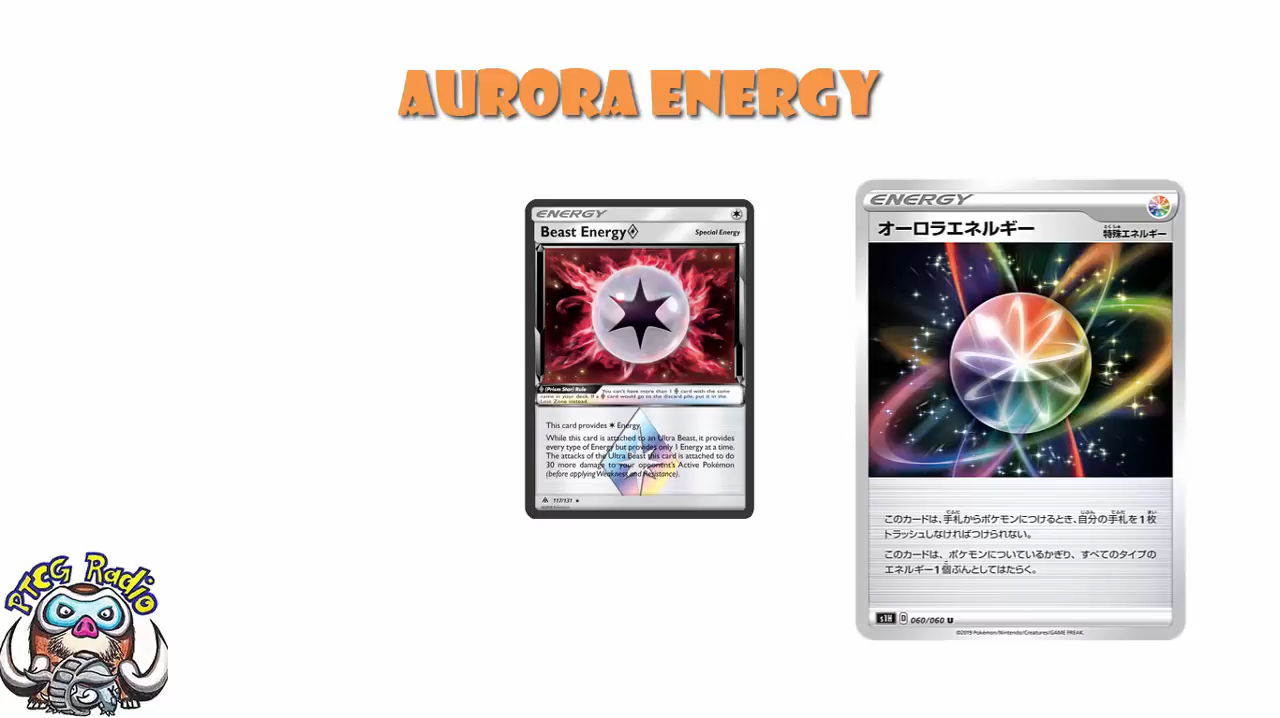 AURORA ENERGY
ENERGY
Beast Energy
Special Energy
(Prism Star) Rule You can't have more than 1 card with the same
name in your deck. If a card would go to the discard pile, put it in the
Lost Zone instead.
This card provides Energy.
While this card is attached to an Ultra Beast, it provides
every type of Energy but provides only 1 Energy at a time.
The attacks of the Ultra Beast this card is attached to do
30 more damage to your opponent's Active Pokémon
(before applying Weakness and Resistance).
117/131
ENERGY
オーロラエネルギー
特殊エネルギー
このカードは、手札からポケモンにつけるとき、自分の手札を1枚
トラッシュしなければつけられない。
このカードは、ポケモンについているかぎり、すべてのタイプの
エネルギー1個ぶんとしてはたらく。
s1H D 060/060 U
©2019 Pokémon/Nintendo/Creatures/GAME FREAK.
PTCG Radio